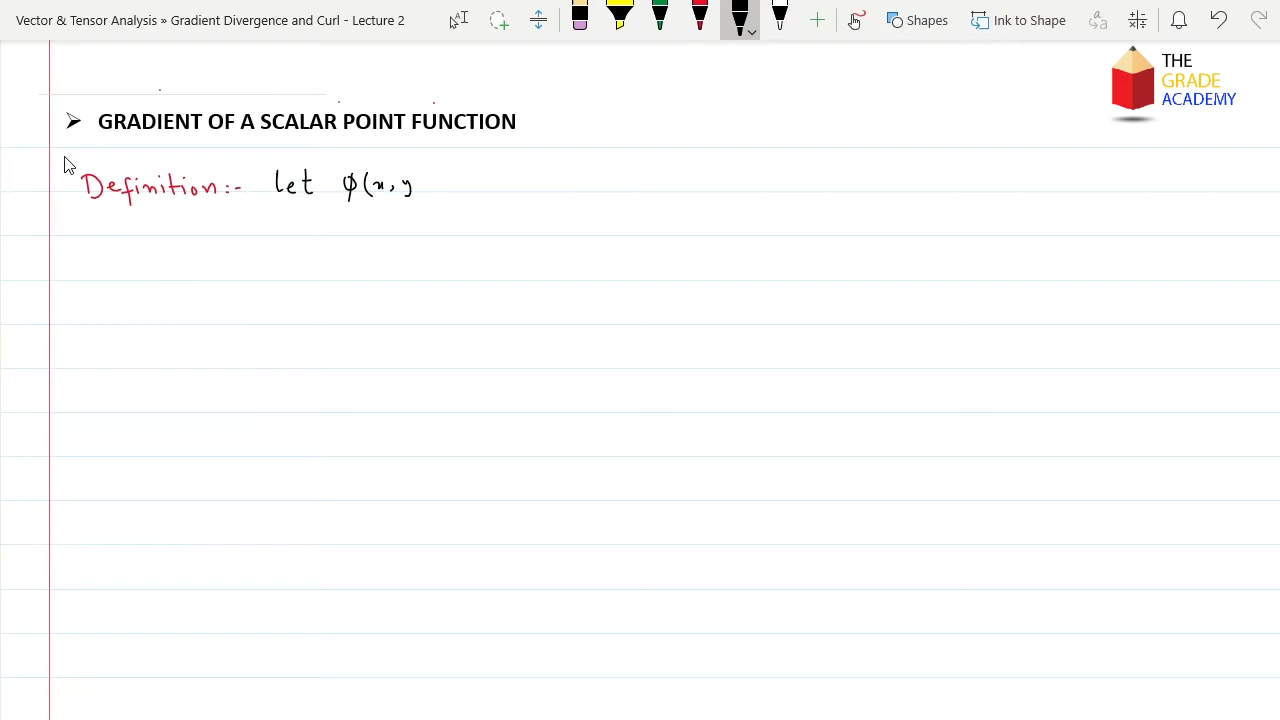 Vector & Tensor Analysis » Gradient Divergence and Curl - Lecture 2
Shapes
Ink to Shape
THE
GRADE
ACADEMY
➤ GRADIENT OF A SCALAR POINT FUNCTION
Definition:- let φ(x, y